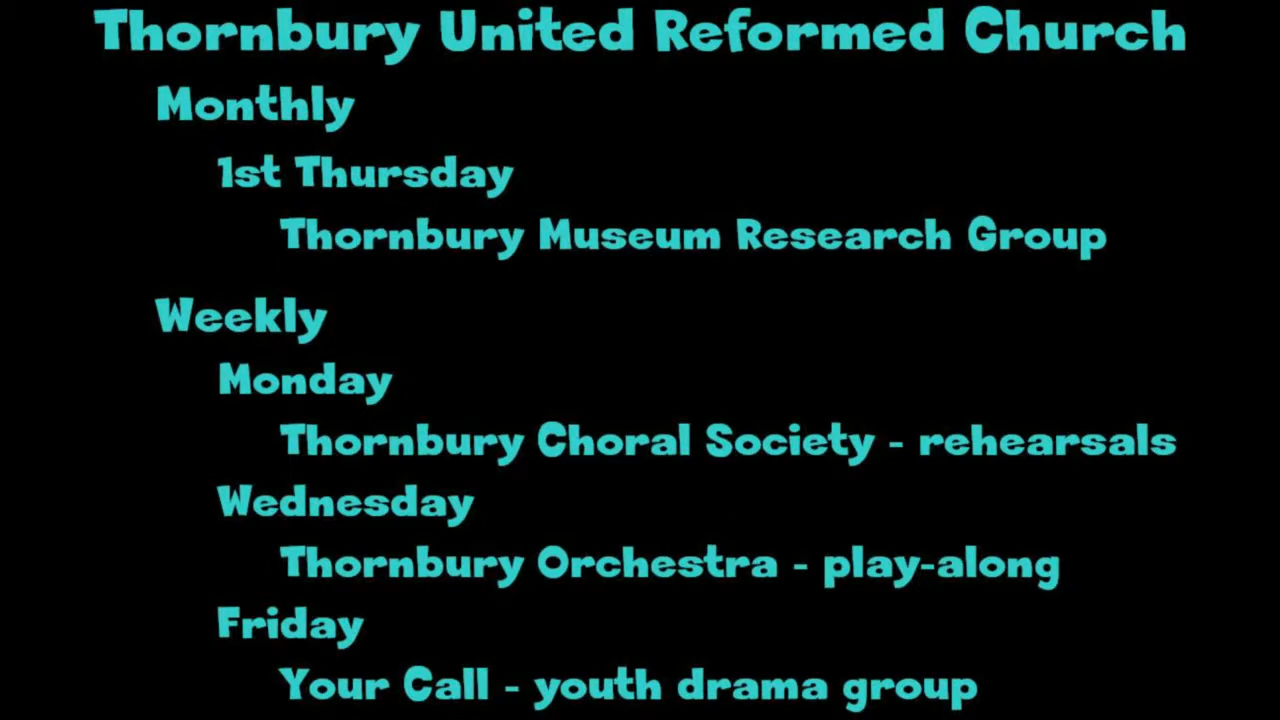 Thornbury United Reformed Church
Monthly
1st Thursday
Thornbury Museum Research Group
Weekly
Monday
Thornbury Choral Society - rehearsals
Wednesday
Thornbury Orchestra - play-along
Friday
Your Call - youth drama group